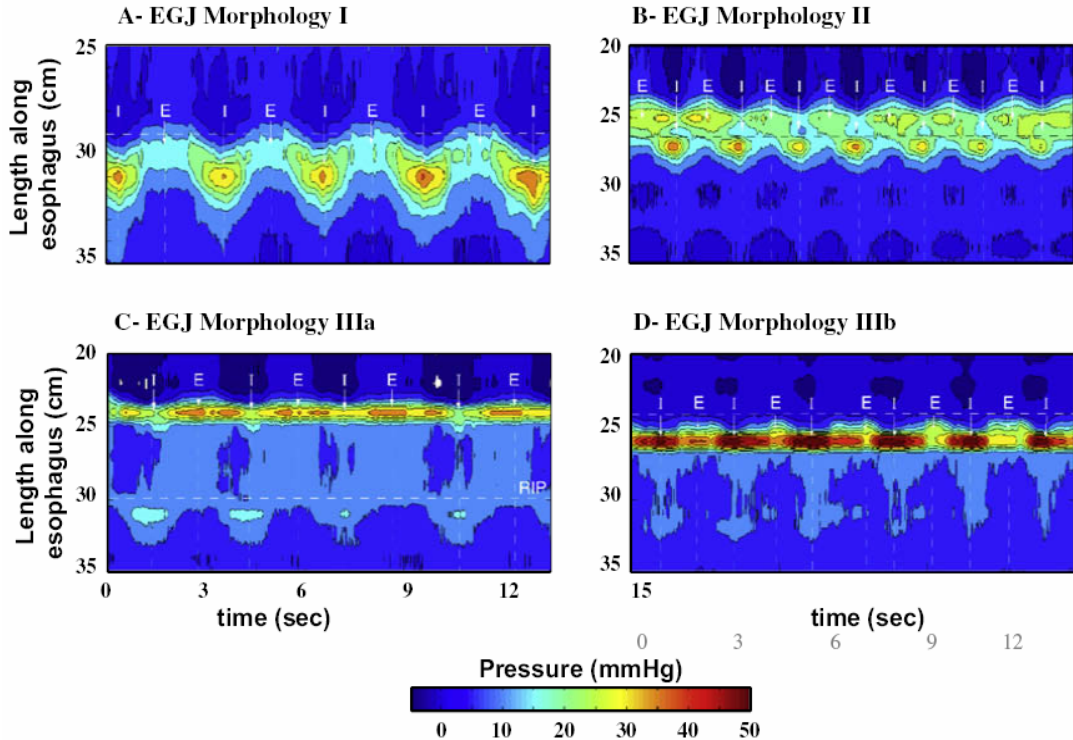 A- EGJ Morphology I
B- EGJ Morphology II
Length along
esophagus (cm)
25
30
35
I E I E I E I E I
20
25
30
35
E I E I E I E I E I E I E I
C- EGJ Morphology IIIa
D- EGJ Morphology IIIb
Length along
esophagus (cm)
20
25
30
35
I E I E I E I E
RIP
20
25
30
35
I E I E I E I E I E I
0 3 6 9 12
15
time (sec)
time (sec)
0 3 6 9 12
Pressure (mmHg)
0 10 20 30 40 50